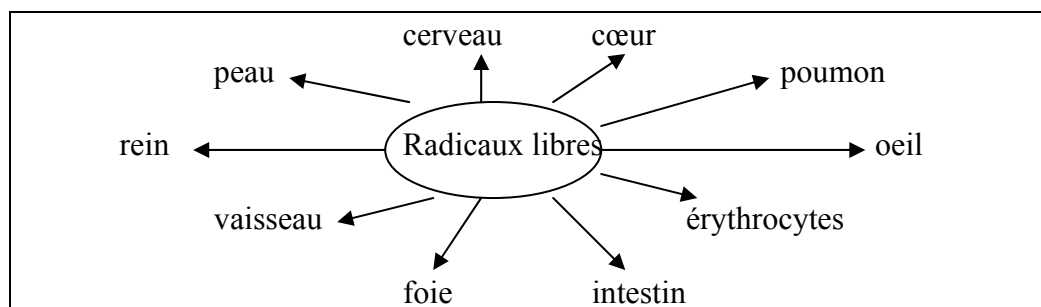 cerveau cœur
peau poumon
rein Radicaux libres oeil
vaisseau érythrocytes
foie intestin